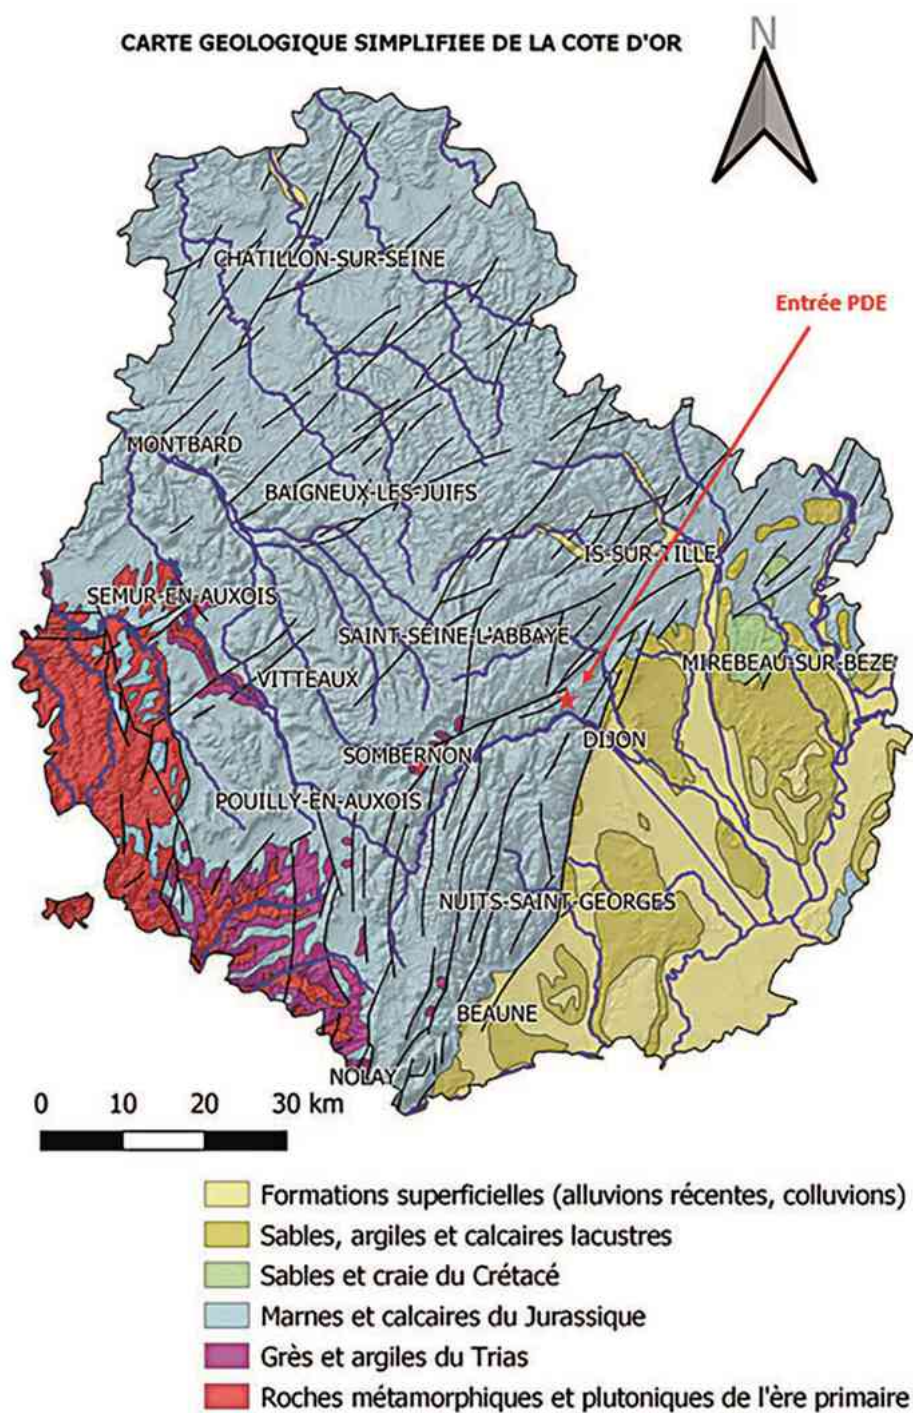 CARTE GEOLOGIQUE SIMPLIFIEE DE LA COTE D'OR
N
CHATILLON-SUR-SEINE
Entrée PDE
MONTBARD
BAIGNEUX-LES-JUIFS
IS-SUR-TILLE
SEMUR-EN-AUXOIS
SAINT-SEINE-L'ABBAYE
MIREBEAU-SUR-BEZE
VITTEAUX
DIJON
SOMBERNON
POUILLY-EN-AUXOIS
NUITS-SAINT-GEORGES
BEAUNE
NOLAY
0 10 20 30 km
Formations superficielles (alluvions récentes, colluvions)
Sables, argiles et calcaires lacustres
Sables et craie du Crétacé
Marnes et calcaires du Jurassique
Grès et argiles du Trias
Roches métamorphiques et plutoniques de l'ère primaire